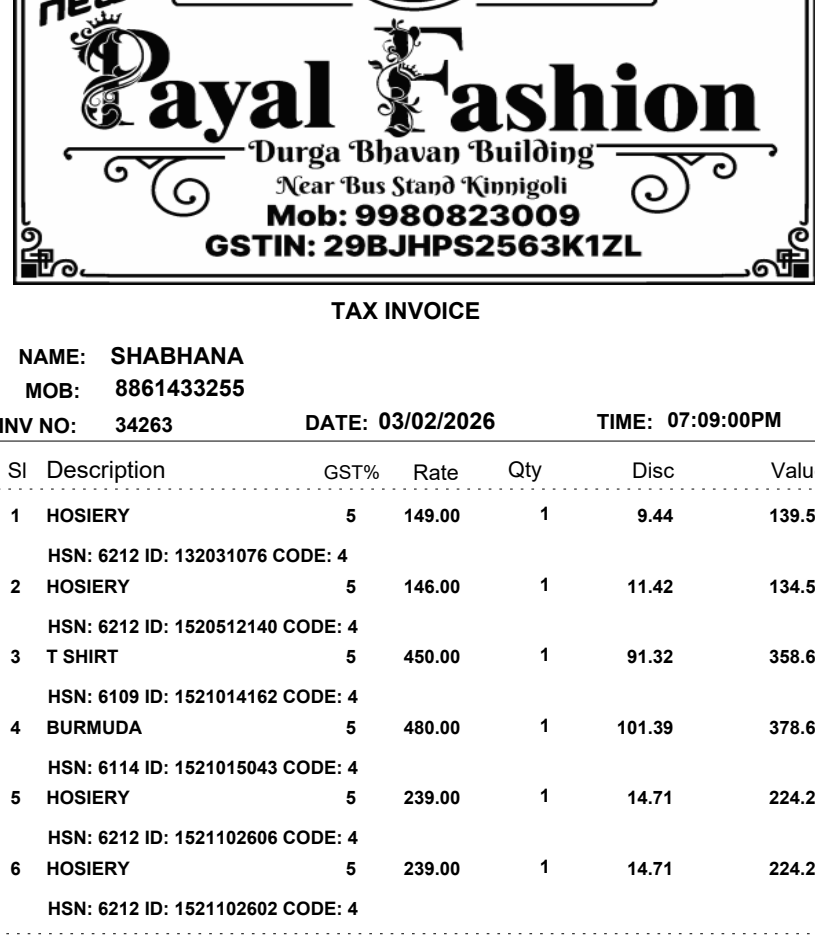 new
Payal Fashion
Durga Bhavan Building
Near Bus Stand Kinnigoli
Mob: 9980823009
GSTIN: 29BJHPS2563K1ZL
TAX INVOICE
NAME: SHABHANA
MOB: 8861433255
INV NO: 34263 DATE: 03/02/2026 TIME: 07:09:00PM
Sl Description GST% Rate Qty Disc Valu
1 HOSIERY 5 149.00 1 9.44 139.5
HSN: 6212 ID: 132031076 CODE: 4
2 HOSIERY 5 146.00 1 11.42 134.5
HSN: 6212 ID: 1520512140 CODE: 4
3 T SHIRT 5 450.00 1 91.32 358.6
HSN: 6109 ID: 1521014162 CODE: 4
4 BURMUDA 5 480.00 1 101.39 378.6
HSN: 6114 ID: 1521015043 CODE: 4
5 HOSIERY 5 239.00 1 14.71 224.2
HSN: 6212 ID: 1521102606 CODE: 4
6 HOSIERY 5 239.00 1 14.71 224.2
HSN: 6212 ID: 1521102602 CODE: 4